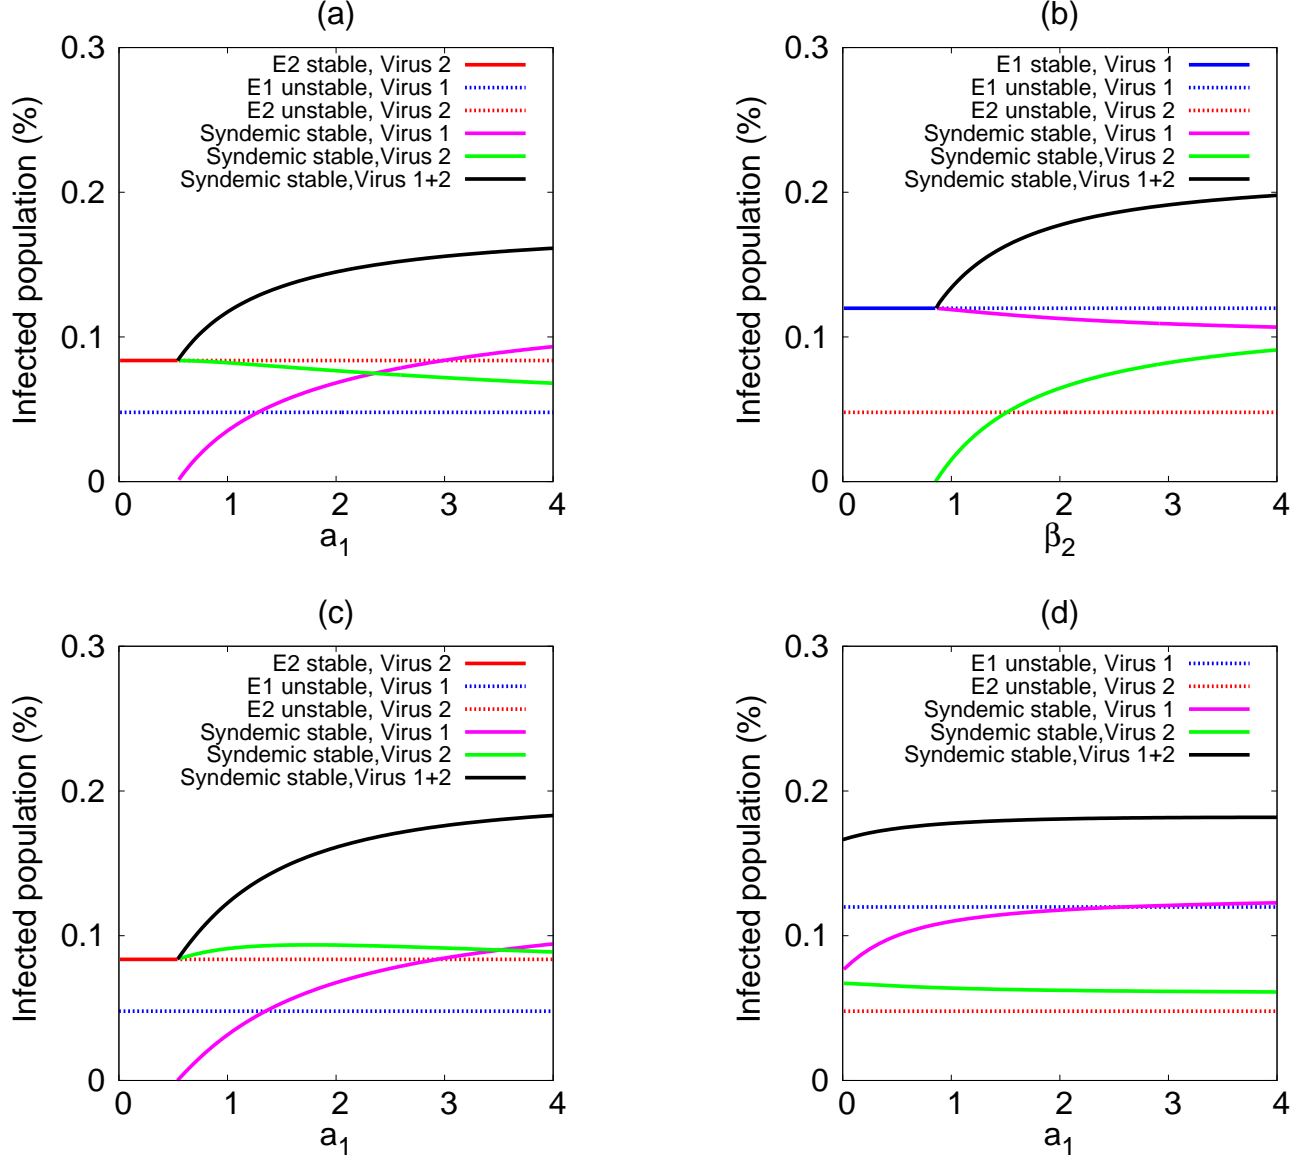 (a)
0.3
0.2
0.1
0
Infected population (%)
E2 stable, Virus 2
E1 unstable, Virus 1
E2 unstable, Virus 2
Syndemic stable, Virus 1
Syndemic stable,Virus 2
Syndemic stable,Virus 1+2
0 1 2 3 4
a1
(b)
0.3
0.2
0.1
0
Infected population (%)
E1 stable, Virus 1
E1 unstable, Virus 1
E2 unstable, Virus 2
Syndemic stable, Virus 1
Syndemic stable,Virus 2
Syndemic stable,Virus 1+2
0 1 2 3 4
β2
(c)
0.3
0.2
0.1
0
Infected population (%)
E2 stable, Virus 2
E1 unstable, Virus 1
E2 unstable, Virus 2
Syndemic stable, Virus 1
Syndemic stable,Virus 2
Syndemic stable,Virus 1+2
0 1 2 3 4
a1
(d)
0.3
0.2
0.1
0
Infected population (%)
E1 unstable, Virus 1
E2 unstable, Virus 2
Syndemic stable, Virus 1
Syndemic stable, Virus 2
Syndemic stable,Virus 1+2
0 1 2 3 4
a1